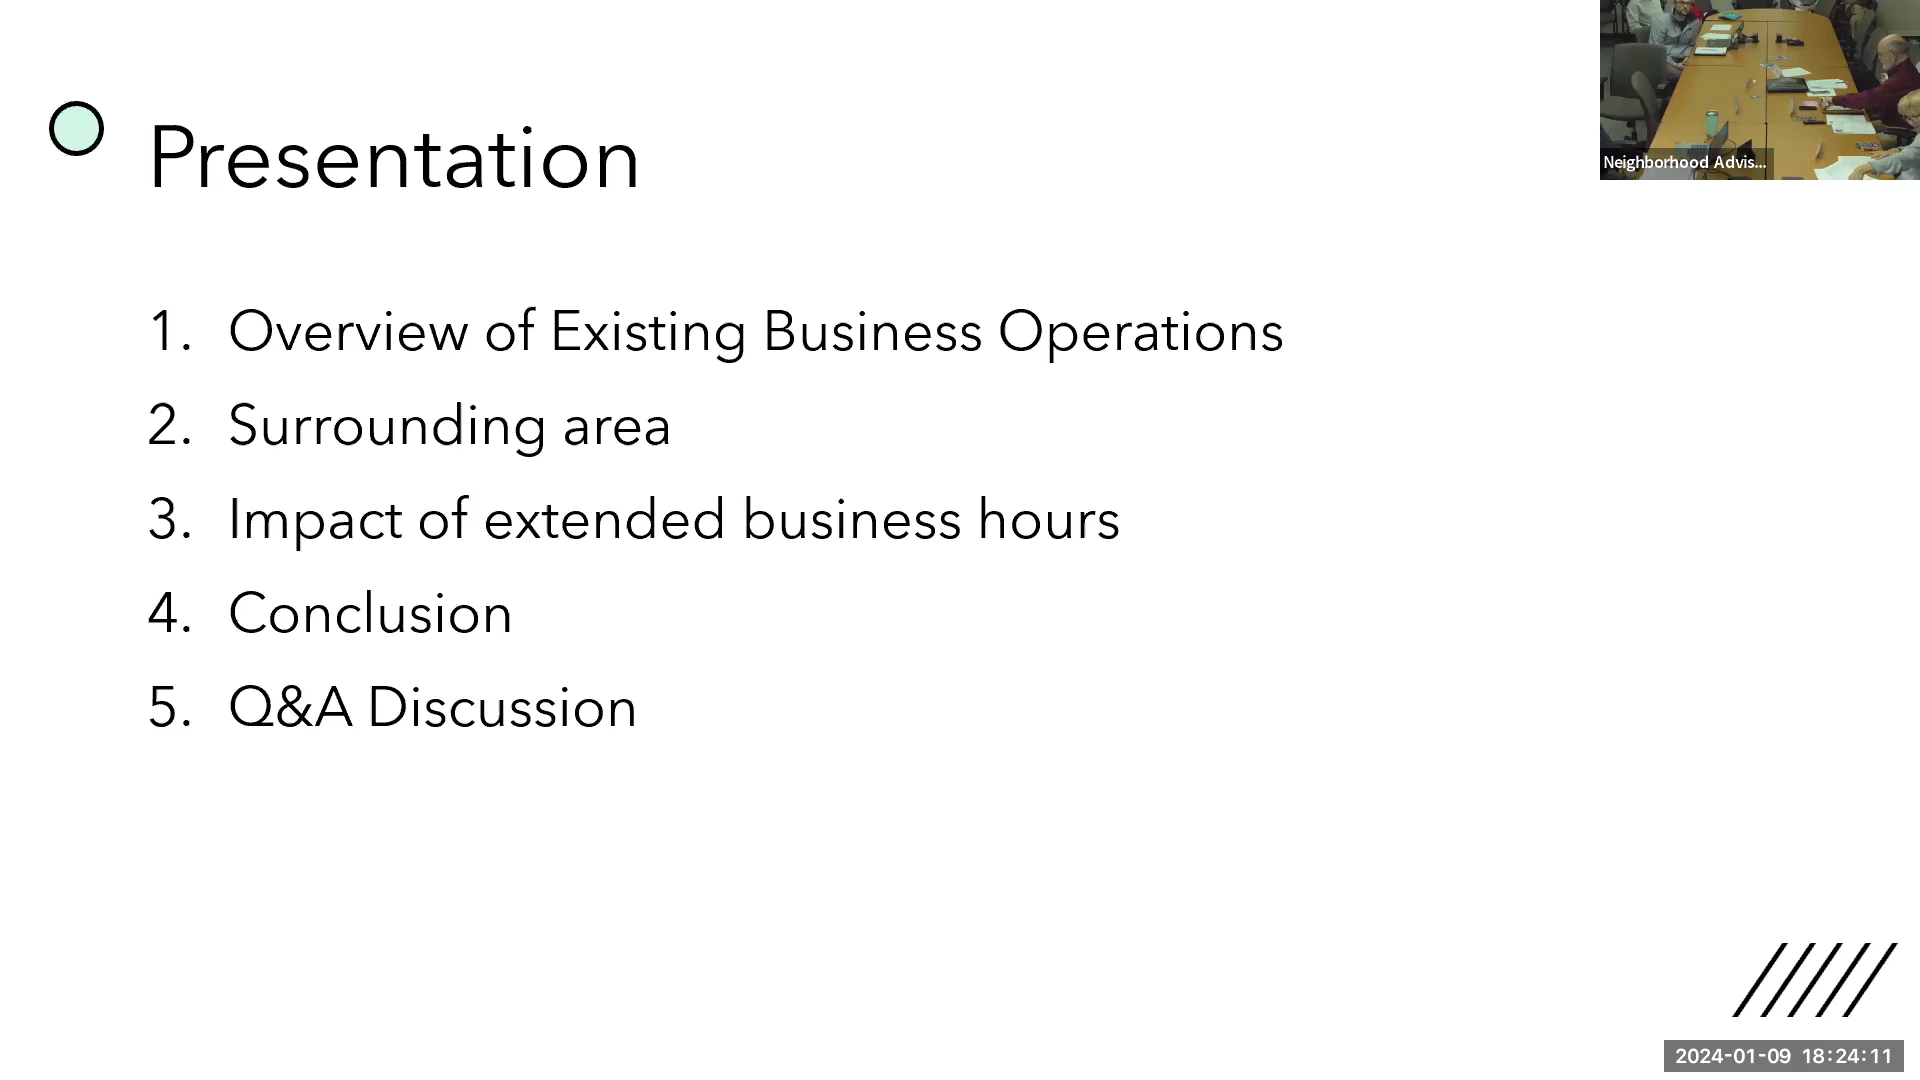 Presentation
Neighborhood Advis...
1. Overview of Existing Business Operations
2. Surrounding area
3. Impact of extended business hours
4. Conclusion
5. Q&A Discussion
2024-01-09 18:24:11